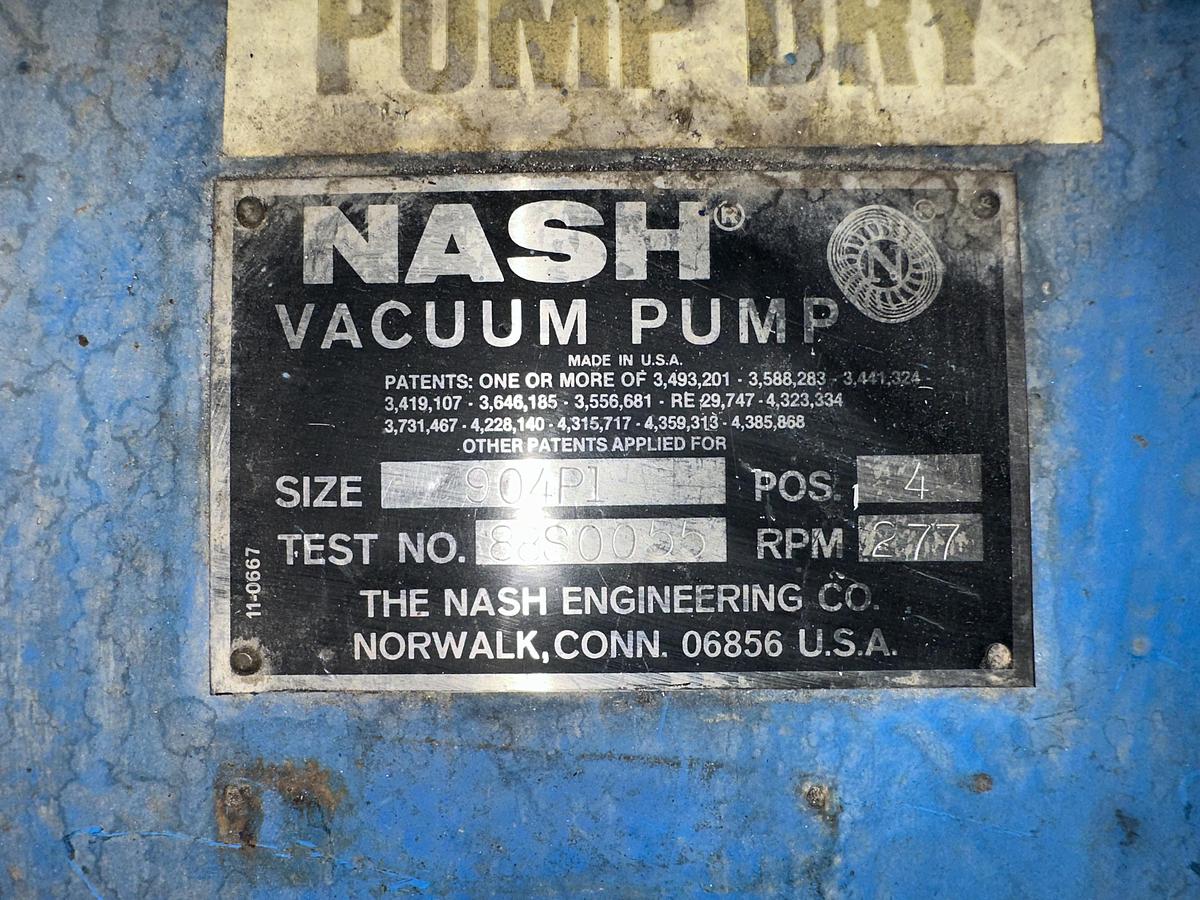 PUMP DRY
NASH®
N ®
VACUUM PUMP
MADE IN U.S.A.
PATENTS: ONE OR MORE OF 3,493,201 - 3,588,283 - 3,441,324
3,419,107 - 3,646,185 - 3,556,681 - RE 29,747 - 4,323,334
3,731,467 - 4,228,140 - 4,315,717 - 4,359,313 - 4,385,868
OTHER PATENTS APPLIED FOR
SIZE 904P1 POS. 4
TEST NO. RPM 277
11-0667
THE NASH ENGINEERING CO.
NORWALK, CONN. 06856 U.S.A.